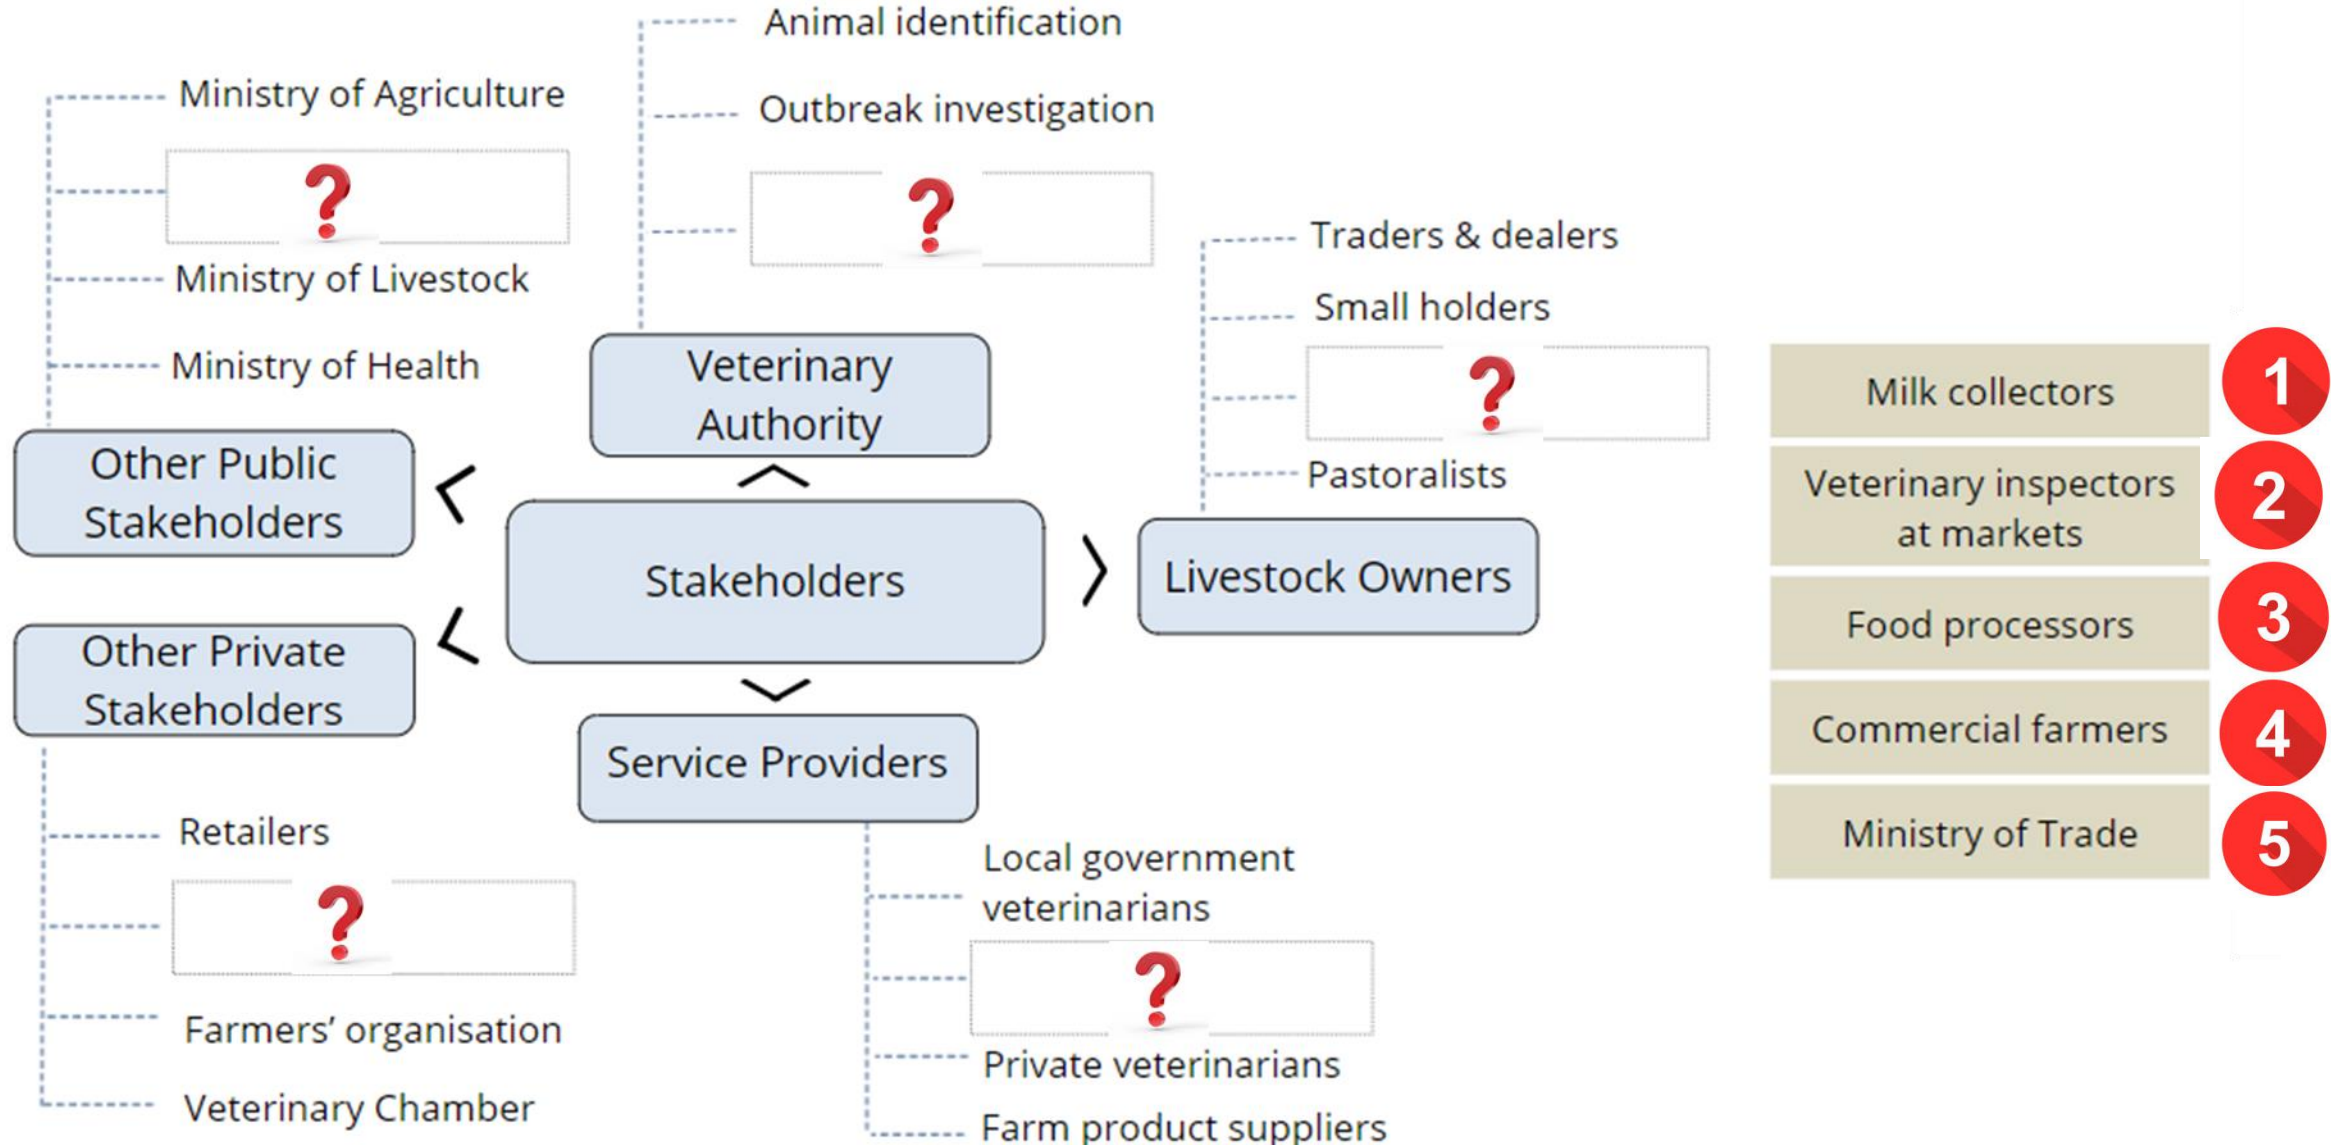 Animal identification
Outbreak investigation
?
Veterinary
Authority
Ministry of Agriculture
?
Ministry of Livestock
Ministry of Health
Other Public
Stakeholders
Traders & dealers
Small holders
?
Pastoralists
Livestock Owners
Stakeholders
Other Private
Stakeholders
Retailers
?
Farmers’ organisation
Veterinary Chamber
Service Providers
Local government
veterinarians
?
Private veterinarians
Farm product suppliers
Milk collectors 1
Veterinary inspectors
at markets 2
Food processors 3
Commercial farmers 4
Ministry of Trade 5